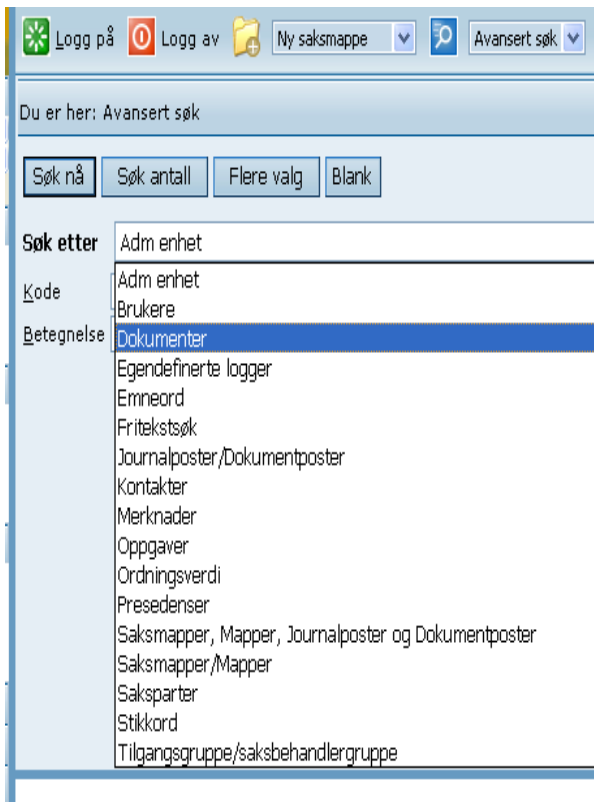 Logg på Logg av Ny saksmappe Avansert søk
Du er her: Avansert søk
Søk nå Søk antall Flere valg Blank
Søk etter Adm enhet
Kode Adm enhet
Brukere
Betegnelse Dokumenter
Egendefinerte logger
Emneord
Fritekstsøk
Journalposter/Dokumentposter
Kontakter
Merknader
Oppgaver
Ordningsverdi
Presedenser
Saksmapper, Mapper, Journalposter og Dokumentposter
Saksmapper/Mapper
Saksparter
Stikkord
Tilgangsgruppe/saksbehandlergruppe